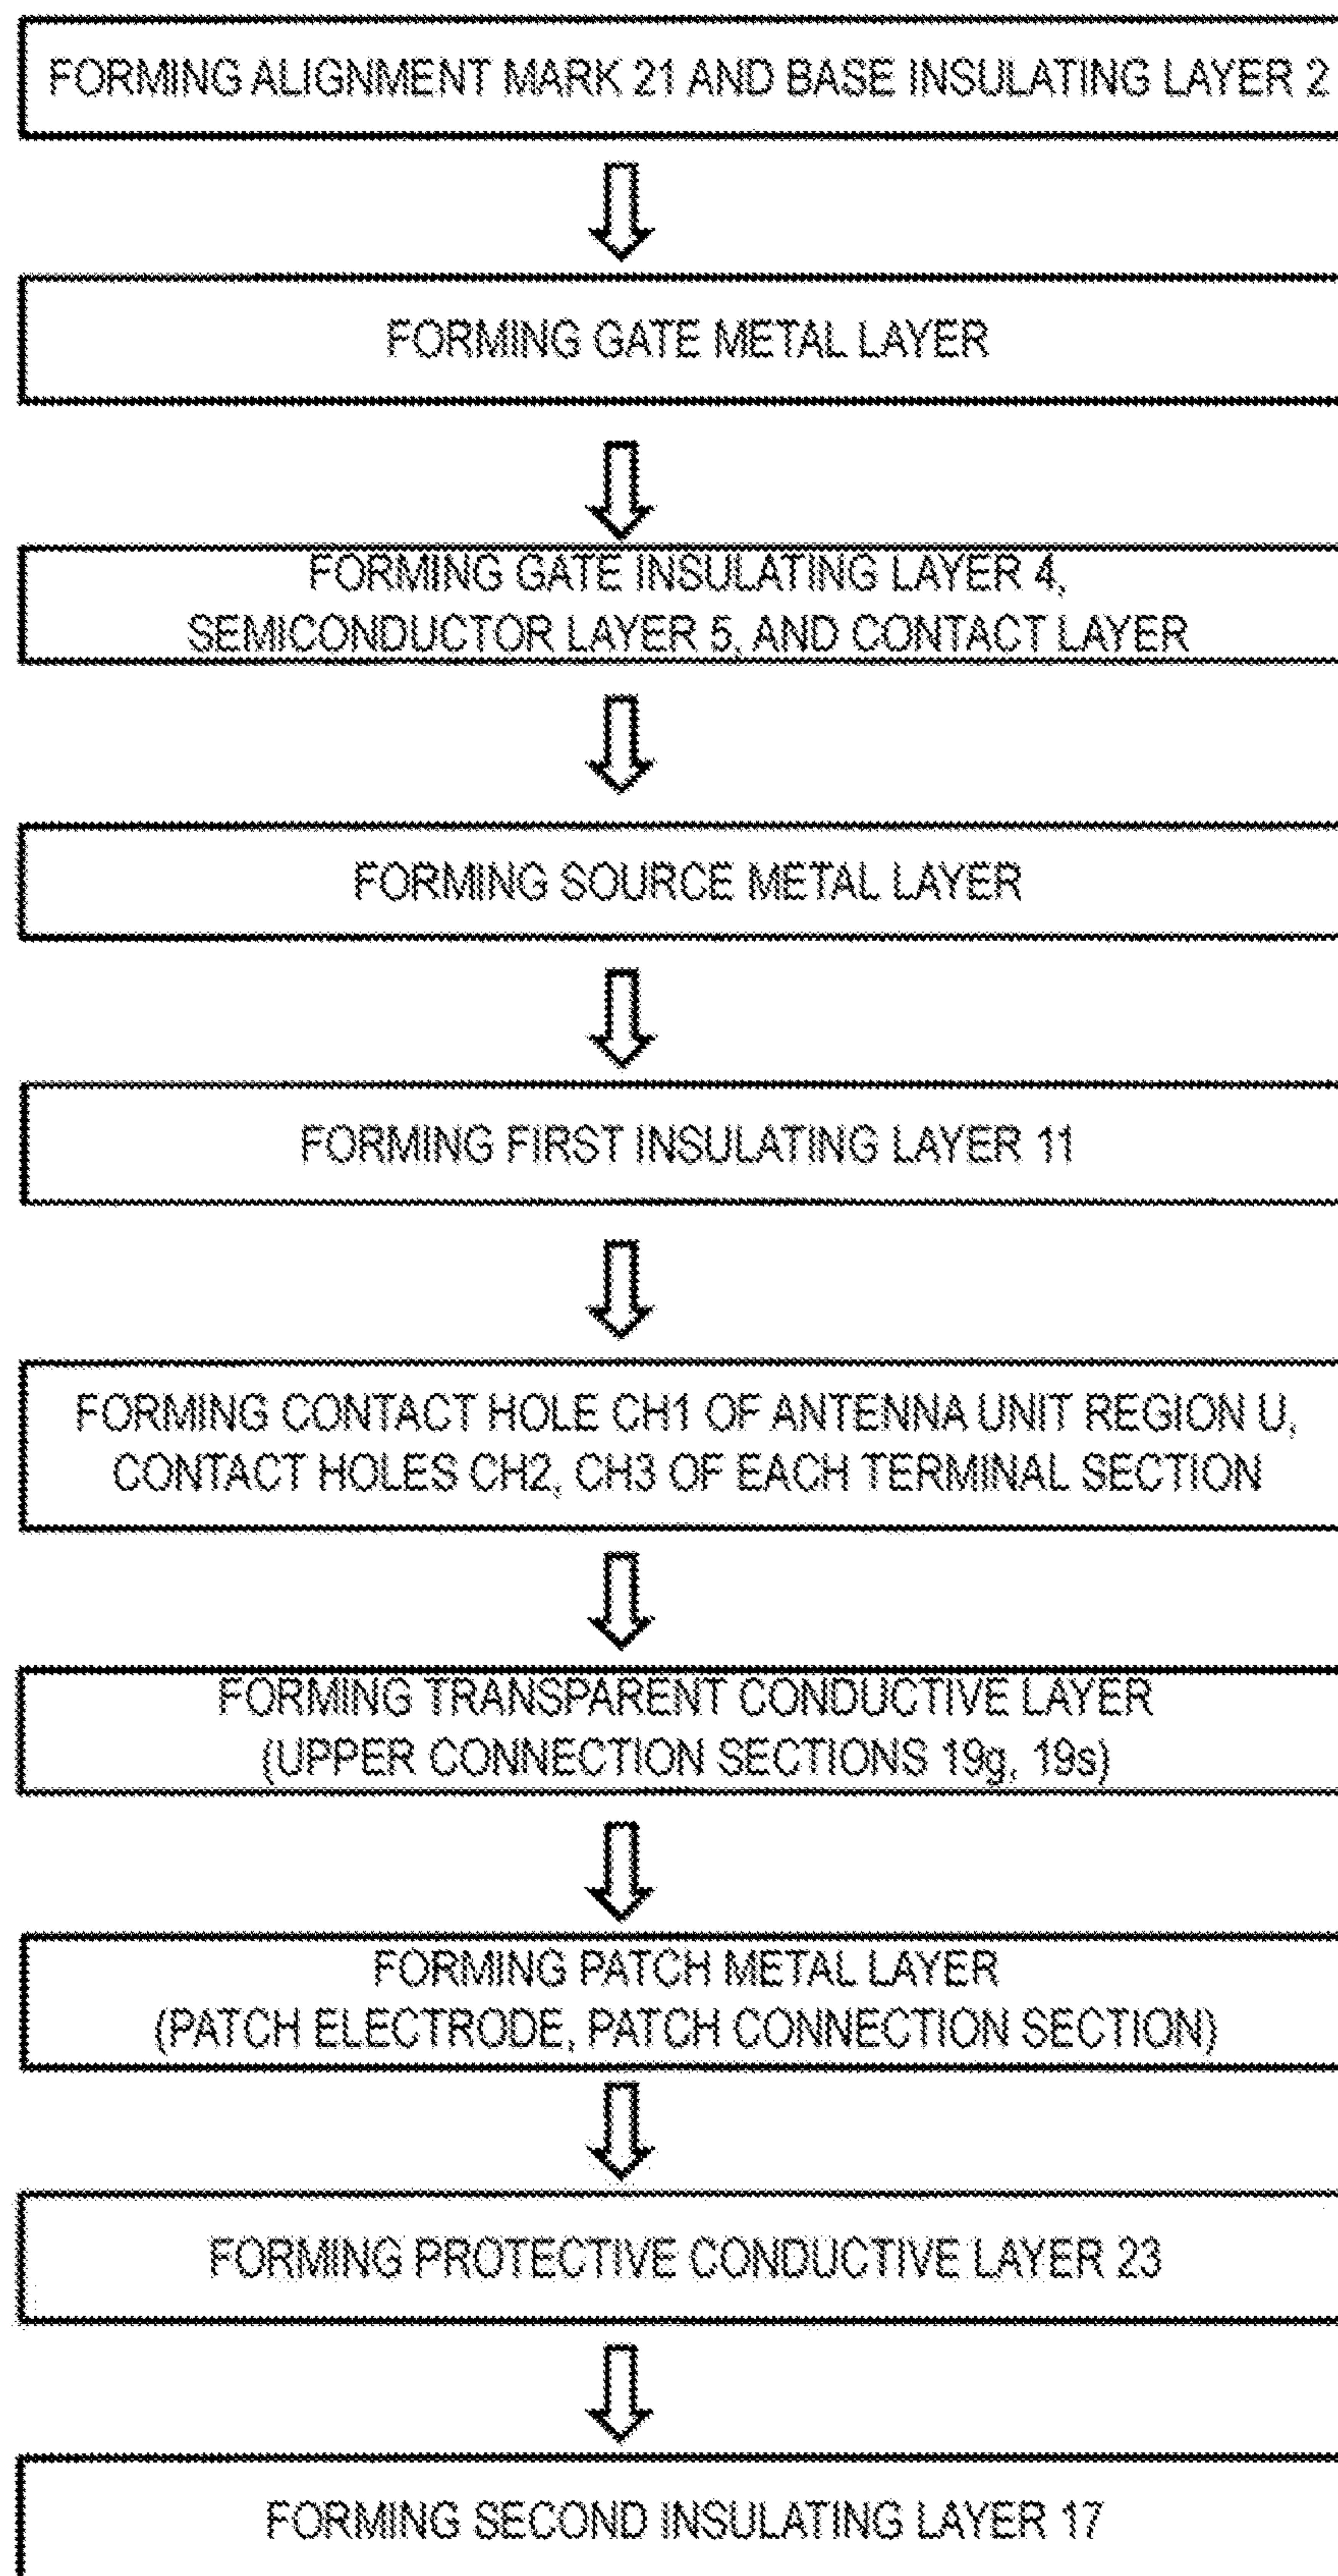 FORMING ALIGNMENT MARK 21 AND BASE INSULATING LAYER 2
FORMING GATE METAL LAYER
FORMING GATE INSULATING LAYER 4,
SEMICONDUCTOR LAYER 5, AND CONTACT LAYER
FORMING SOURCE METAL LAYER
FORMING FIRST INSULATING LAYER 11
FORMING CONTACT HOLE CH1 OF ANTENNA UNIT REGION U,
CONTACT HOLES CH2, CH3 OF EACH TERMINAL SECTION
FORMING TRANSPARENT CONDUCTIVE LAYER
(UPPER CONNECTION SECTIONS 19g, 19s)
FORMING PATCH METAL LAYER
(PATCH ELECTRODE, PATCH CONNECTION SECTION)
FORMING PROTECTIVE CONDUCTIVE LAYER 23
FORMING SECOND INSULATING LAYER 17